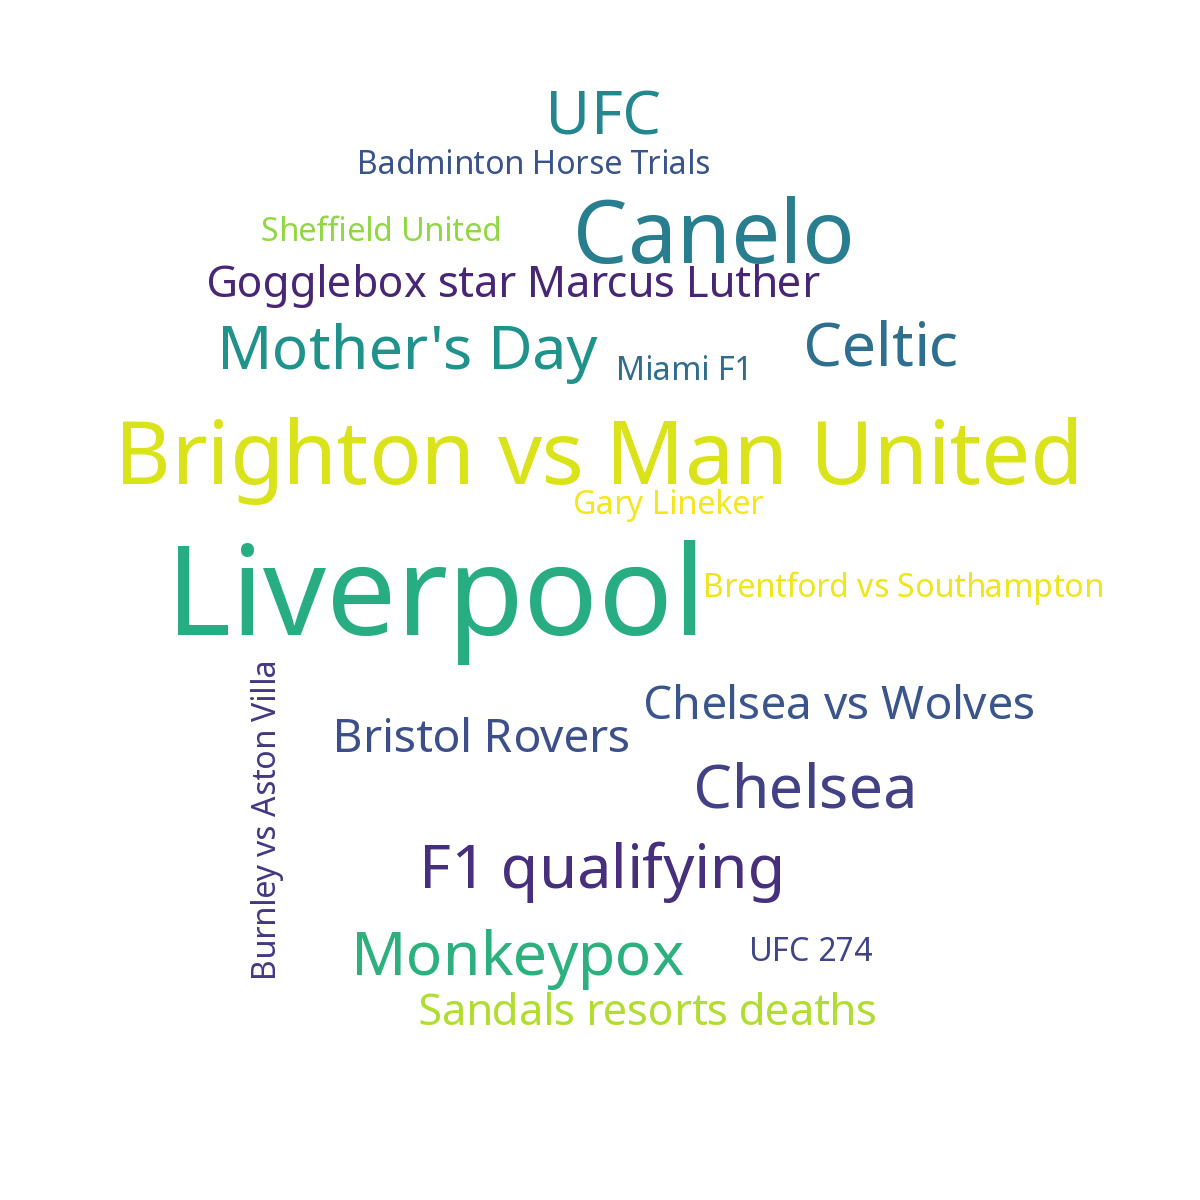 UFC
Badminton Horse Trials
Sheffield United
Canelo
Gogglebox star Marcus Luther
Mother's Day
Miami F1
Celtic
Brighton vs Man United
Gary Lineker
Liverpool
Brentford vs Southampton
Burnley vs Aston Villa
Chelsea vs Wolves
Bristol Rovers
Chelsea
F1 qualifying
Monkeypox
UFC 274
Sandals resorts deaths